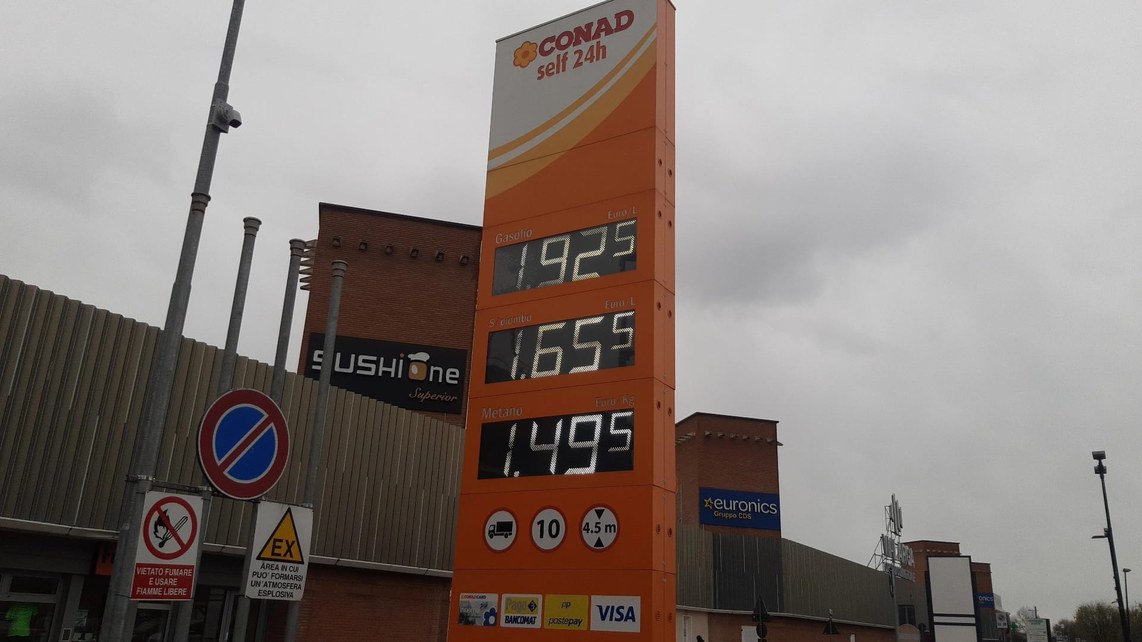 CONAD
self 24h
Gasolio
Euro L
1.925
S. piombo
Euro L
1.655
Metano
Euro Kg
1.495
10
4.5 m
PagoBANCOMAT
PP
postepay
VISA
SUSHiOne
Superior
euronics
Gruppo CDS
VIETATO FUMARE
E USARE
FIAMME LIBERE
EX
AREA IN CUI
PUO' FORMARSI
UN'ATMOSFERA
ESPLOSIVA